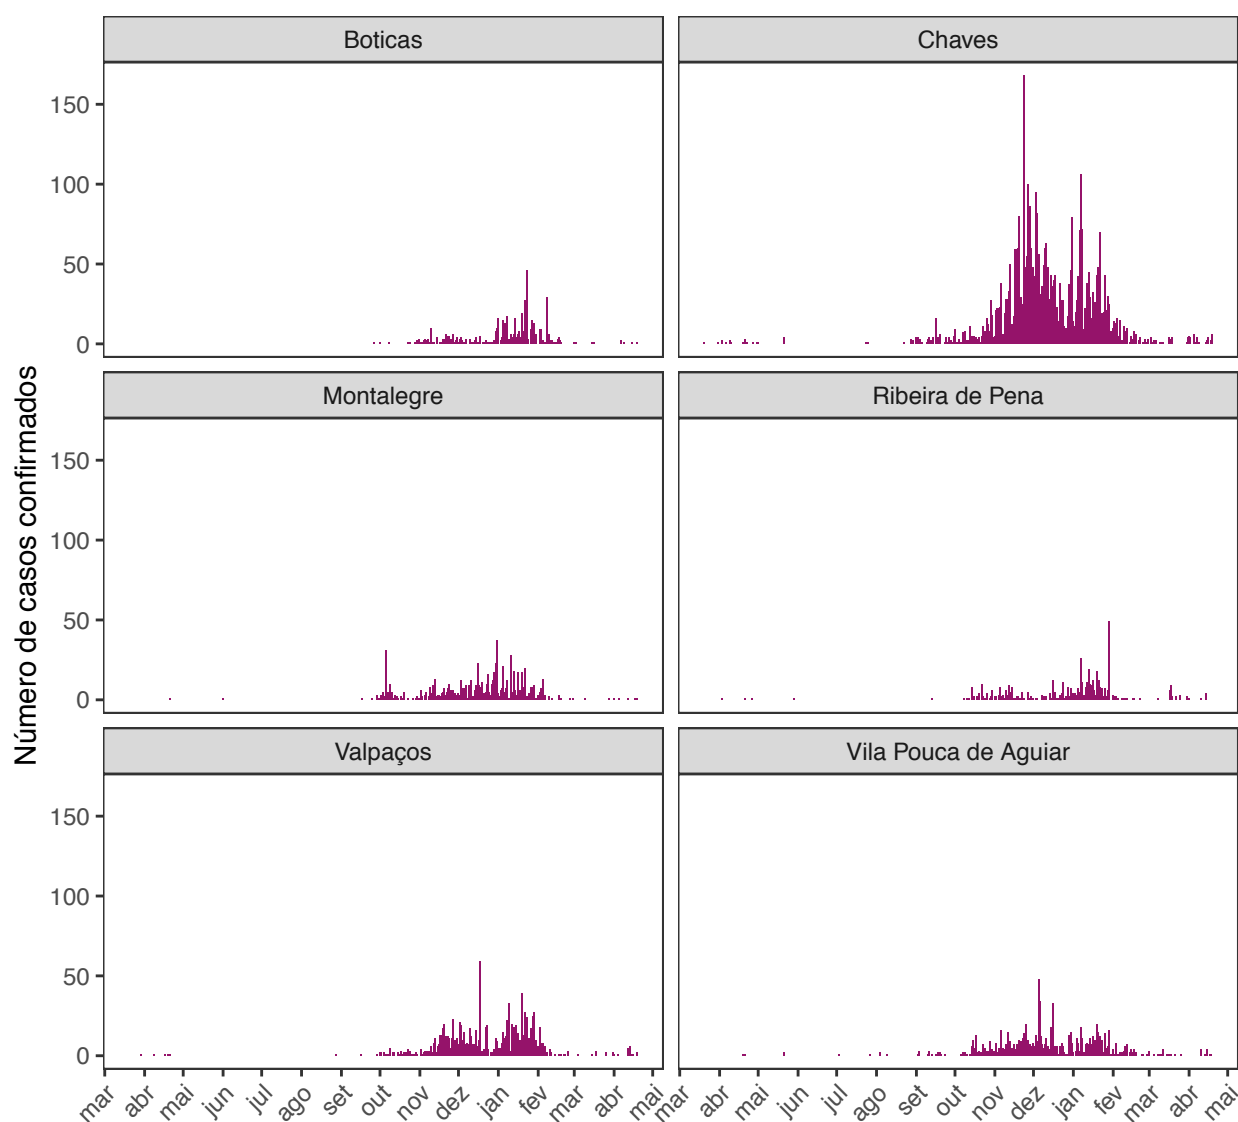 Boticas
Chaves
150
100
50
0
Montalegre
Ribeira de Pena
150
100
50
0
Número de casos confirmados
Valpaços
Vila Pouca de Aguiar
150
100
50
0
mar abr mai jun jul ago set out nov dez jan fev mar abr mai
mar abr mai jun jul ago set out nov dez jan fev mar abr mai